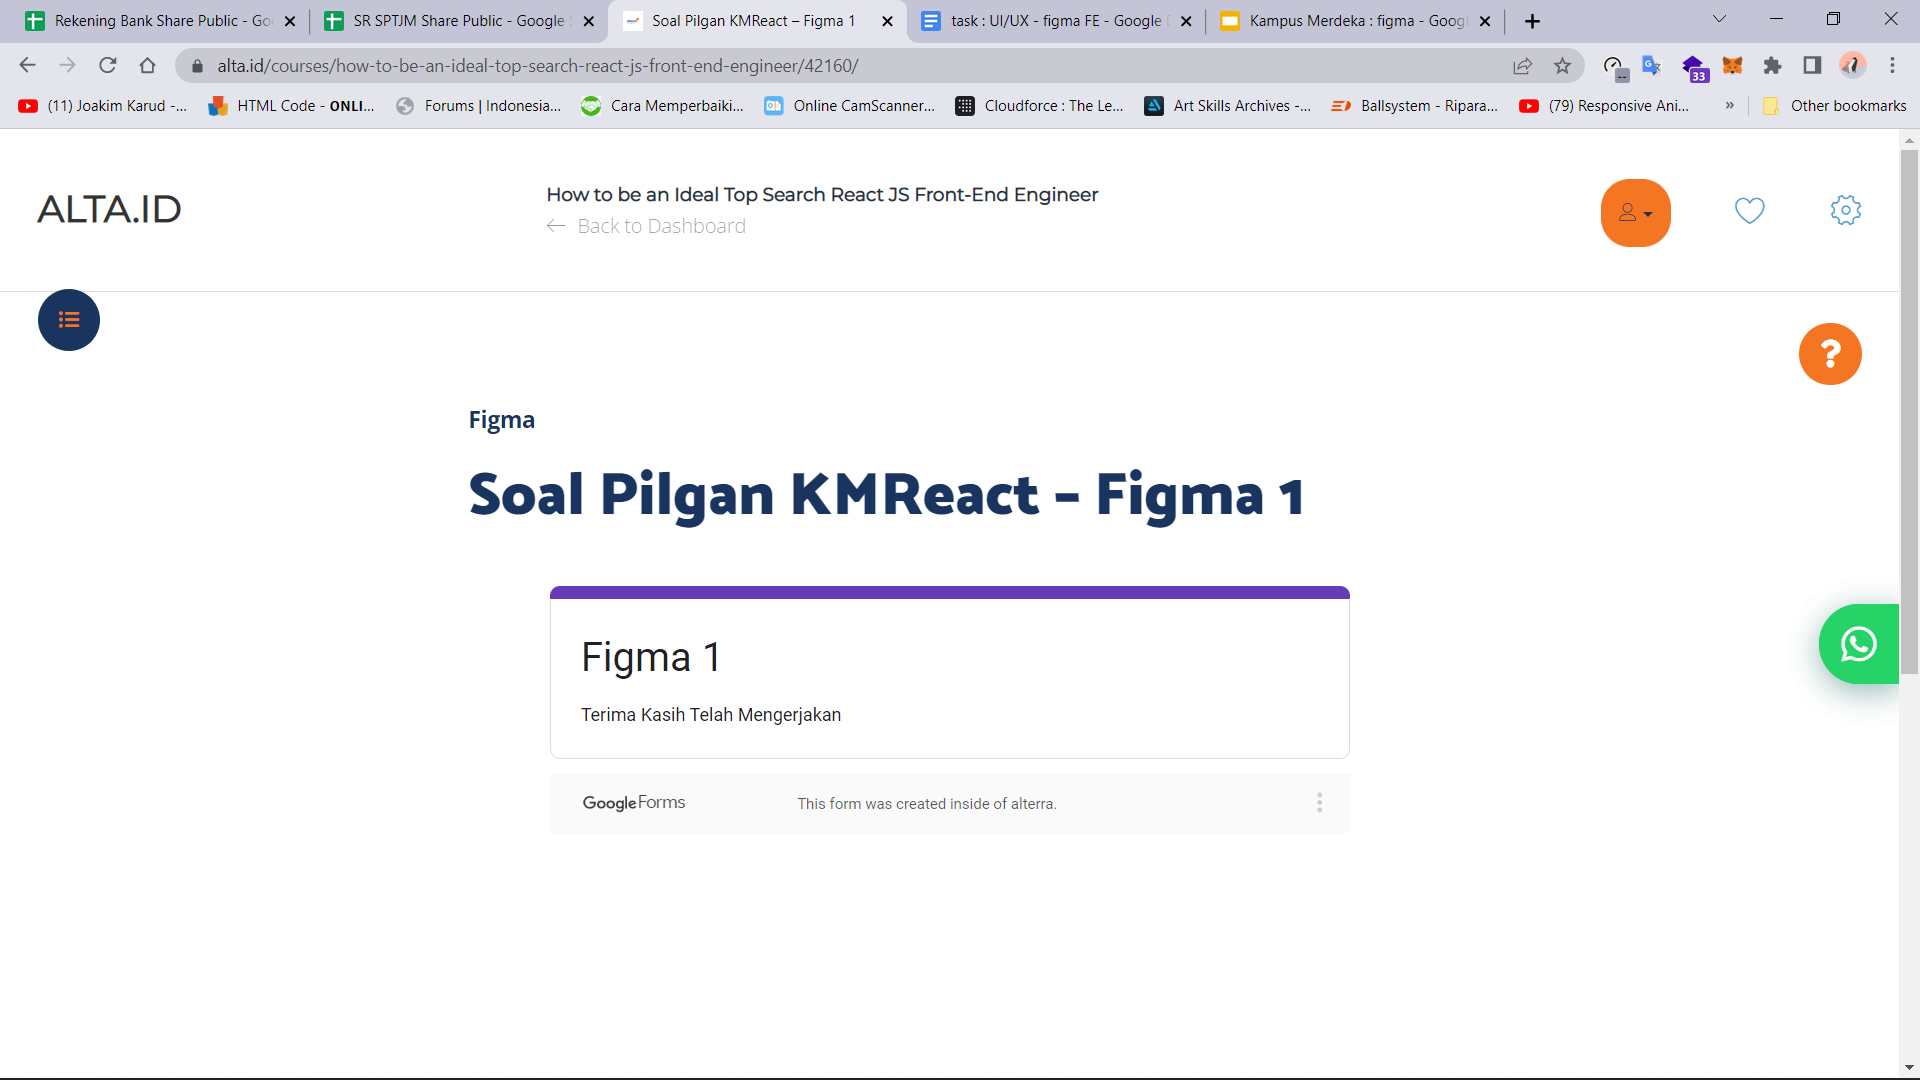 Rekening Bank Share Public - Go
SR SPTJM Share Public - Google S
Soal Pilgan KMReact – Figma 1
task : UI/UX - figma FE - Google D
Kampus Merdeka : figma - Googl
alta.id/courses/how-to-be-an-ideal-top-search-react-js-front-end-engineer/42160/
33
(11) Joakim Karud -...
HTML Code - ONLI...
Forums | Indonesia...
Cara Memperbaiki...
Online CamScanner...
Cloudforce : The Le...
Art Skills Archives -...
Ballsystem - Ripara...
(79) Responsive Ani...
»
Other bookmarks
ALTA.ID
How to be an Ideal Top Search React JS Front-End Engineer
← Back to Dashboard
?
Figma
Soal Pilgan KMReact – Figma 1
Figma 1
Terima Kasih Telah Mengerjakan
Google Forms
This form was created inside of alterra.